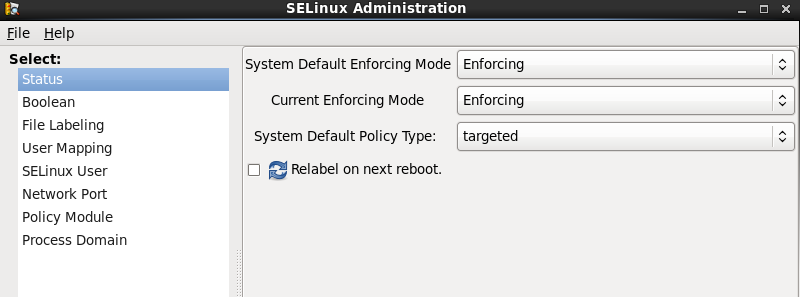 SELinux Administration
File Help
Select:
Status
Boolean
File Labeling
User Mapping
SELinux User
Network Port
Policy Module
Process Domain
System Default Enforcing Mode Enforcing
Current Enforcing Mode Enforcing
System Default Policy Type: targeted
Relabel on next reboot.